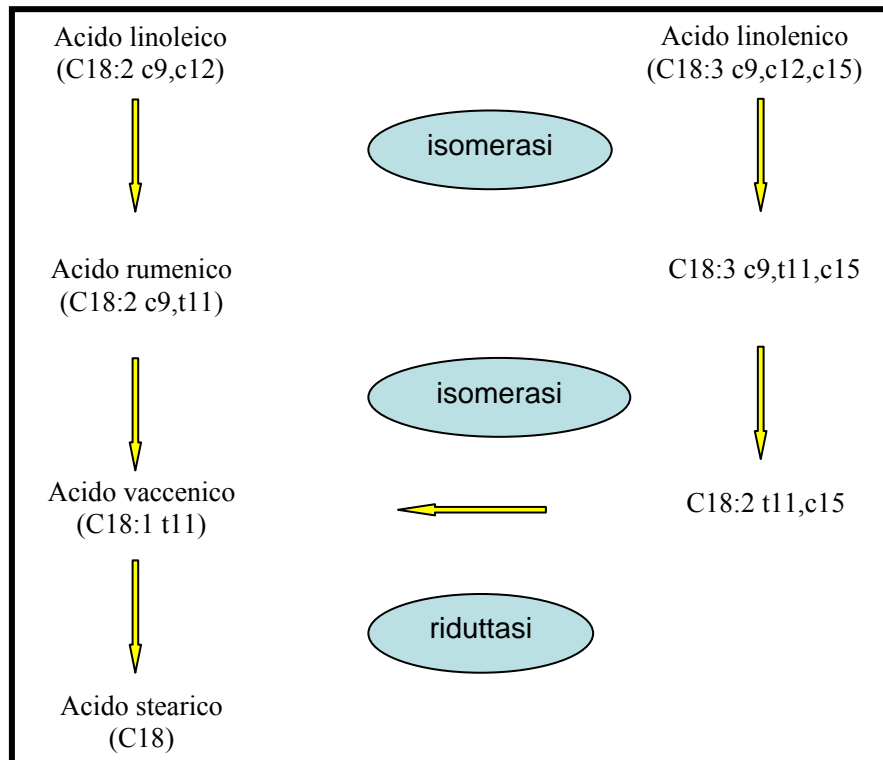 Acido linoleico
(C18:2 c9,c12)
Acido linolenico
(C18:3 c9,c12,c15)
isomerasi
Acido rumenico
(C18:2 c9,t11)
C18:3 c9,t11,c15
isomerasi
Acido vaccenico
(C18:1 t11)
C18:2 t11,c15
riduttasi
Acido stearico
(C18)